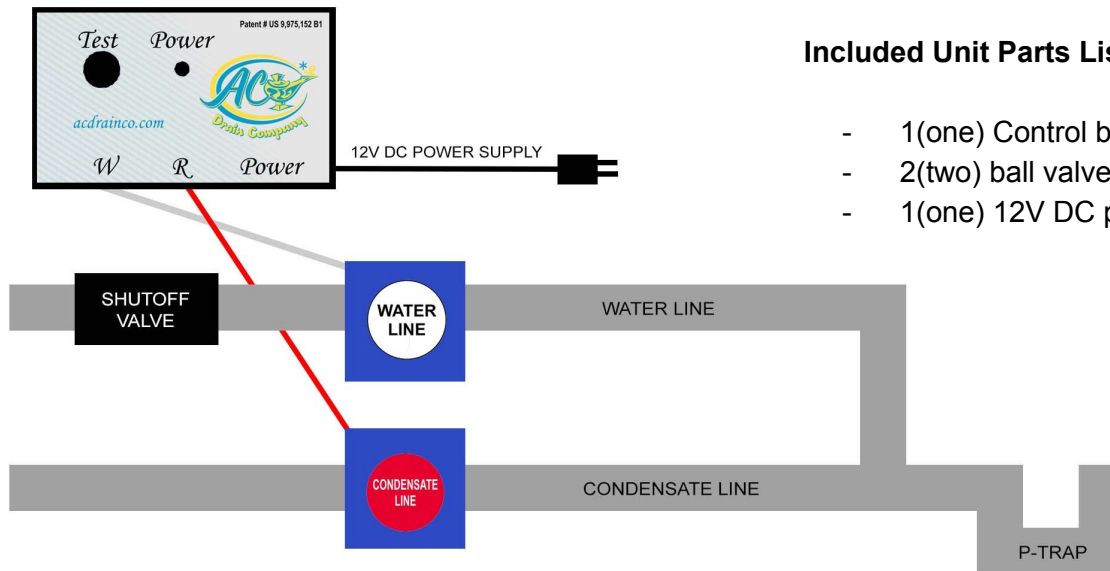 Patent # US 9,975,152 B1
Test Power
AC
Drain Company
acdrainco.com
W R Power
12V DC POWER SUPPLY
Included Unit Parts Lis
- 1(one) Control b
- 2(two) ball valve
- 1(one) 12V DC p
SHUTOFF
VALVE
WATER
LINE
WATER LINE
CONDENSATE
LINE
CONDENSATE LINE
P-TRAP